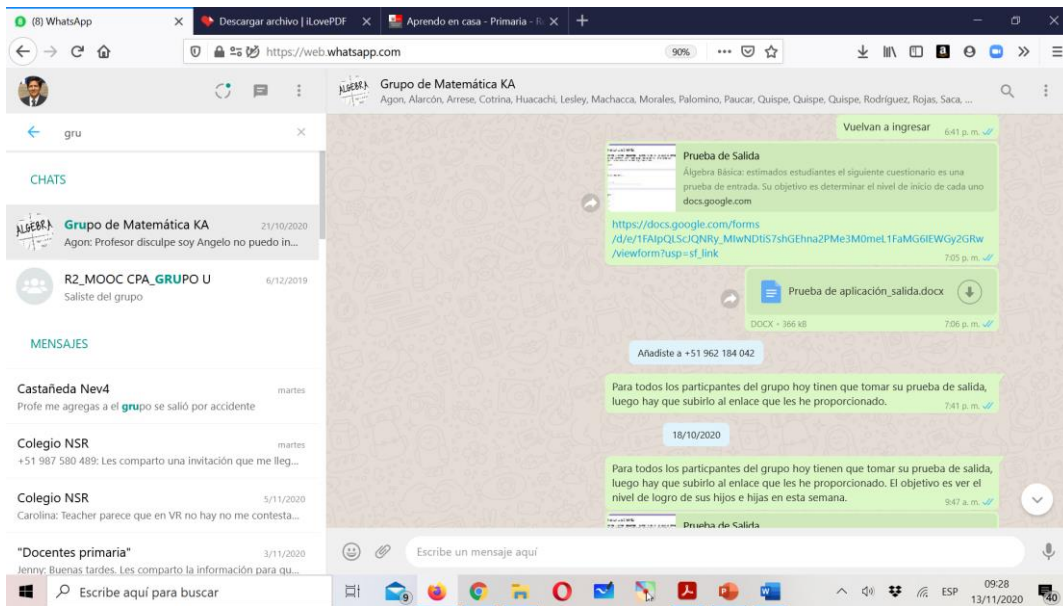 (8) WhatsApp
Descargar archivo | iLovePDF
Aprendo en casa - Primaria - R
https://web.whatsapp.com
90%
gru
CHATS
Grupo de Matemática KA
21/10/2020
Agon: Profesor disculpe soy Angelo no puedo in...
R2_MOOC CPA_GRUPO U
6/12/2019
Saliste del grupo
MENSAJES
Castañeda Nev4
martes
Profe me agregas a el grupo se salió por accidente
Colegio NSR
martes
+51 987 580 489: Les comparto una invitación que me lleg...
Colegio NSR
5/11/2020
Carolina: Teacher parece que en VR no hay no me contesta...
"Docentes primaria"
3/11/2020
Jenny: Buenas tardes. Les comparto la información para qu...
ALGEBRA
Grupo de Matemática KA
Agon, Alarcón, Arrese, Cotrina, Huacachi, Lesley, Machacca, Morales, Palomino, Paucar, Quispe, Quispe, Quispe, Rodríguez, Rojas, Saca, ...
Vuelvan a ingresar
6:41 p. m.
Prueba de Salida
Álgebra Básica: estimados estudiantes el siguiente cuestionario es una
prueba de entrada. Su objetivo es determinar el nivel de inicio de cada uno
docs.google.com
https://docs.google.com/forms
/d/e/1FAIpQLScJQNRy_MIwNDtiS7shGEhna2PMe3M0meL1FaMG6IEWGy2GRw
/viewform?usp=sf_link
7:05 p. m.
Prueba de aplicación_salida.docx
DOCX • 366 kB
7:06 p. m.
Añadiste a +51 962 184 042
Para todos los particpantes del grupo hoy tinen que tomar su prueba de salida,
luego hay que subirlo al enlace que les he proporcionado.
7:41 p. m.
18/10/2020
Para todos los particpantes del grupo hoy tienen que tomar su prueba de salida,
luego hay que subirlo al enlace que les he proporcionado. El objetivo es ver el
nivel de logro de sus hijos e hijas en esta semana.
9:47 a. m.
Prueba de Salida
Escribe un mensaje aquí
Escribe aquí para buscar
9
ESP
09:28
13/11/2020
40